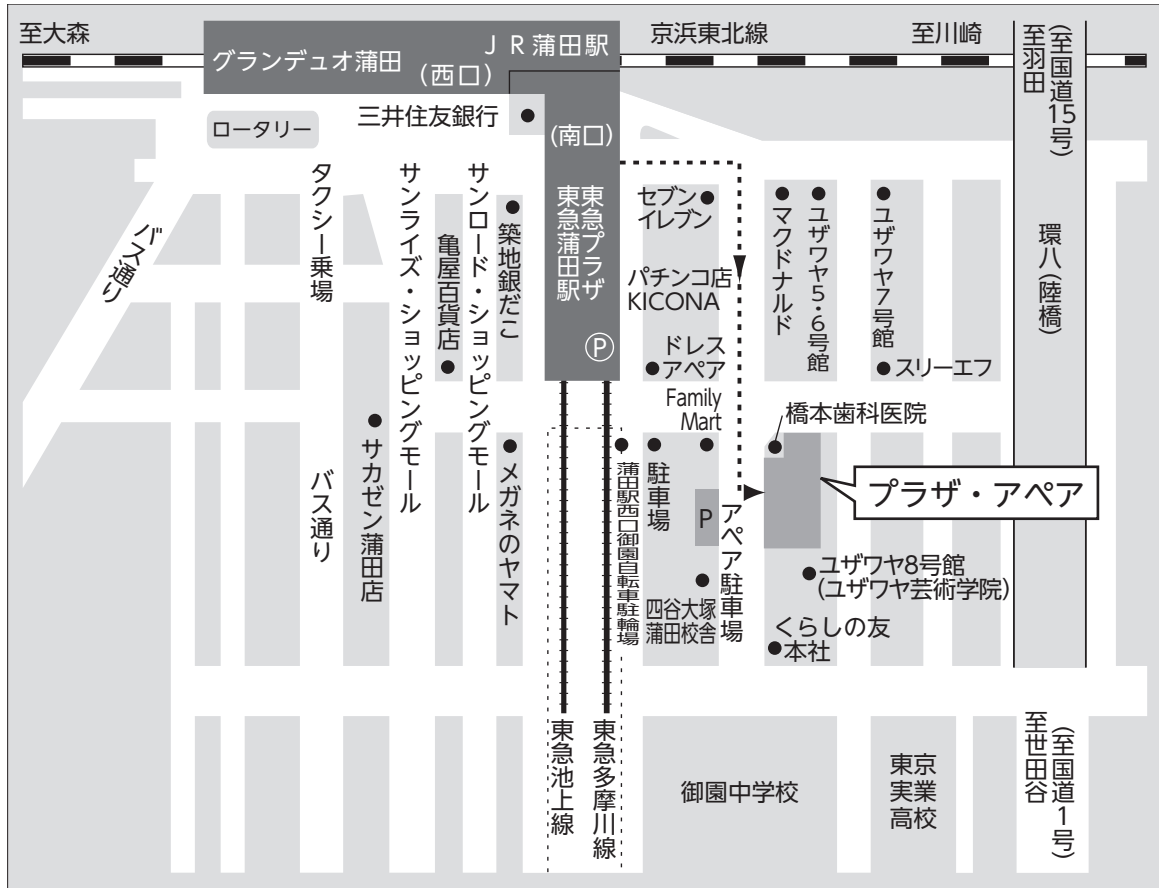 至大森
JR蒲田駅
京浜東北線
至川崎
(至国道15号)
至羽田
グランデュオ蒲田
(西口)
三井住友銀行
ロータリー
(南口)
東急プラザ
東急蒲田駅
P
バス通り
タクシー乗場
サンライズ・ショッピングモール
亀屋百貨店
サンロード・ショッピングモール
築地銀だこ
セブン
イレブン
パチンコ店
KICONA
ドレス
アペア
Family
Mart
マクドナルド
ユザワヤ5・6号館
ユザワヤ7号館
スリーエフ
環八(陸橋)
橋本歯科医院
プラザ・アペア
バス通り
サカゼン蒲田店
メガネのヤマト
蒲田駅西口御園自転車駐輪場
駐車場
P
アペア駐車場
四谷大塚
蒲田校舎
ユザワヤ8号館
(ユザワヤ芸術学院)
くらしの友
本社
東急池上線
東急多摩川線
御園中学校
東京
実業
高校
(至国道1号)
至世田谷